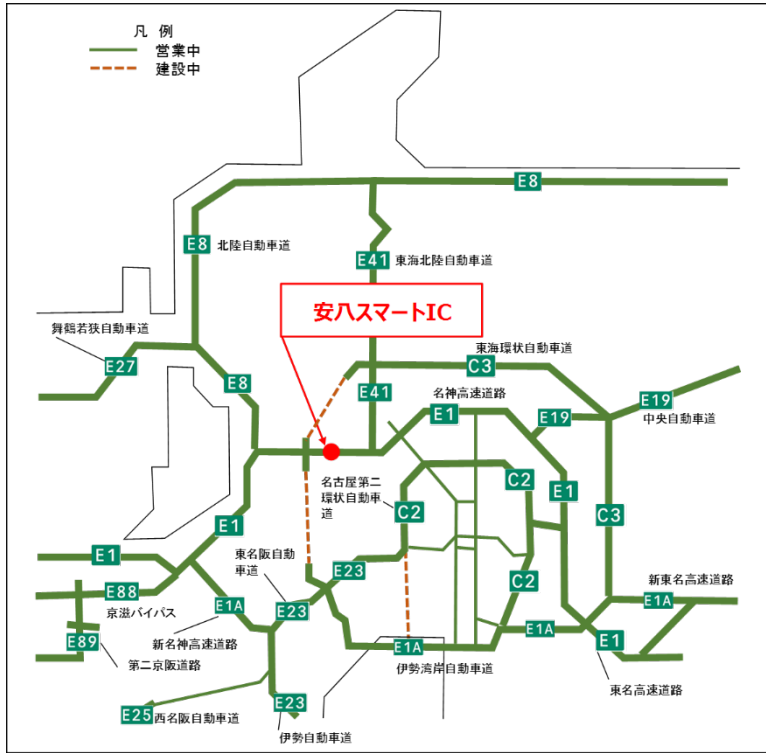 凡 例
営業中
建設中
E8
E8
北陸自動車道
E41
東海北陸自動車道
安八スマートIC
舞鶴若狭自動車道
E27
E8
E41
東海環状自動車道
C3
名神高速道路
E1
E19
E19
中央自動車道
名古屋第二
環状自動車
道
C2
C2
E1
C3
E1
E1
東名阪自動
車道
E23
C2
E88
京滋バイパス
E1A
E23
新東名高速道路
E1A
E89
新名神高速道路
第二京阪道路
E1A
E1A
E1
伊勢湾岸自動車道
東名高速道路
E25
西名阪自動車道
E23
伊勢自動車道